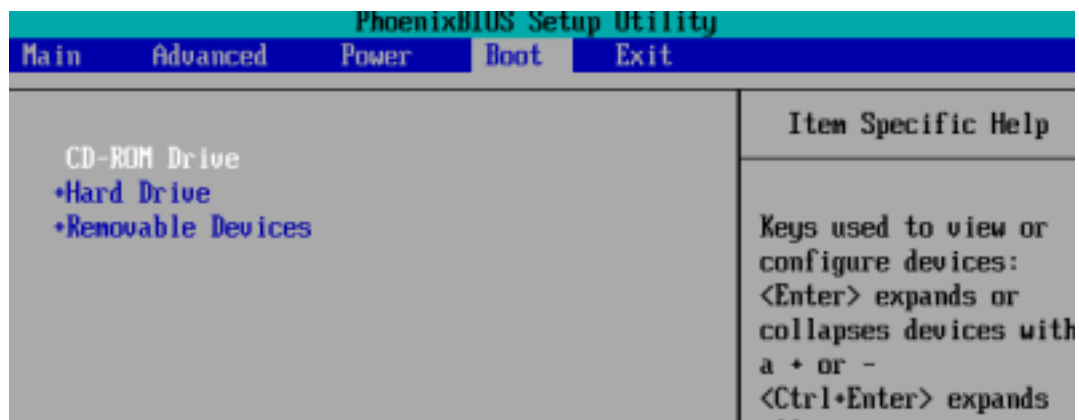 PhoenixBIOS Setup Utility
Main Advanced Power Boot Exit
Item Specific Help
CD-ROM Drive
+Hard Drive
+Removable Devices
Keys used to view or
configure devices:
<Enter> expands or
collapses devices with
a + or -
<Ctrl+Enter> expands